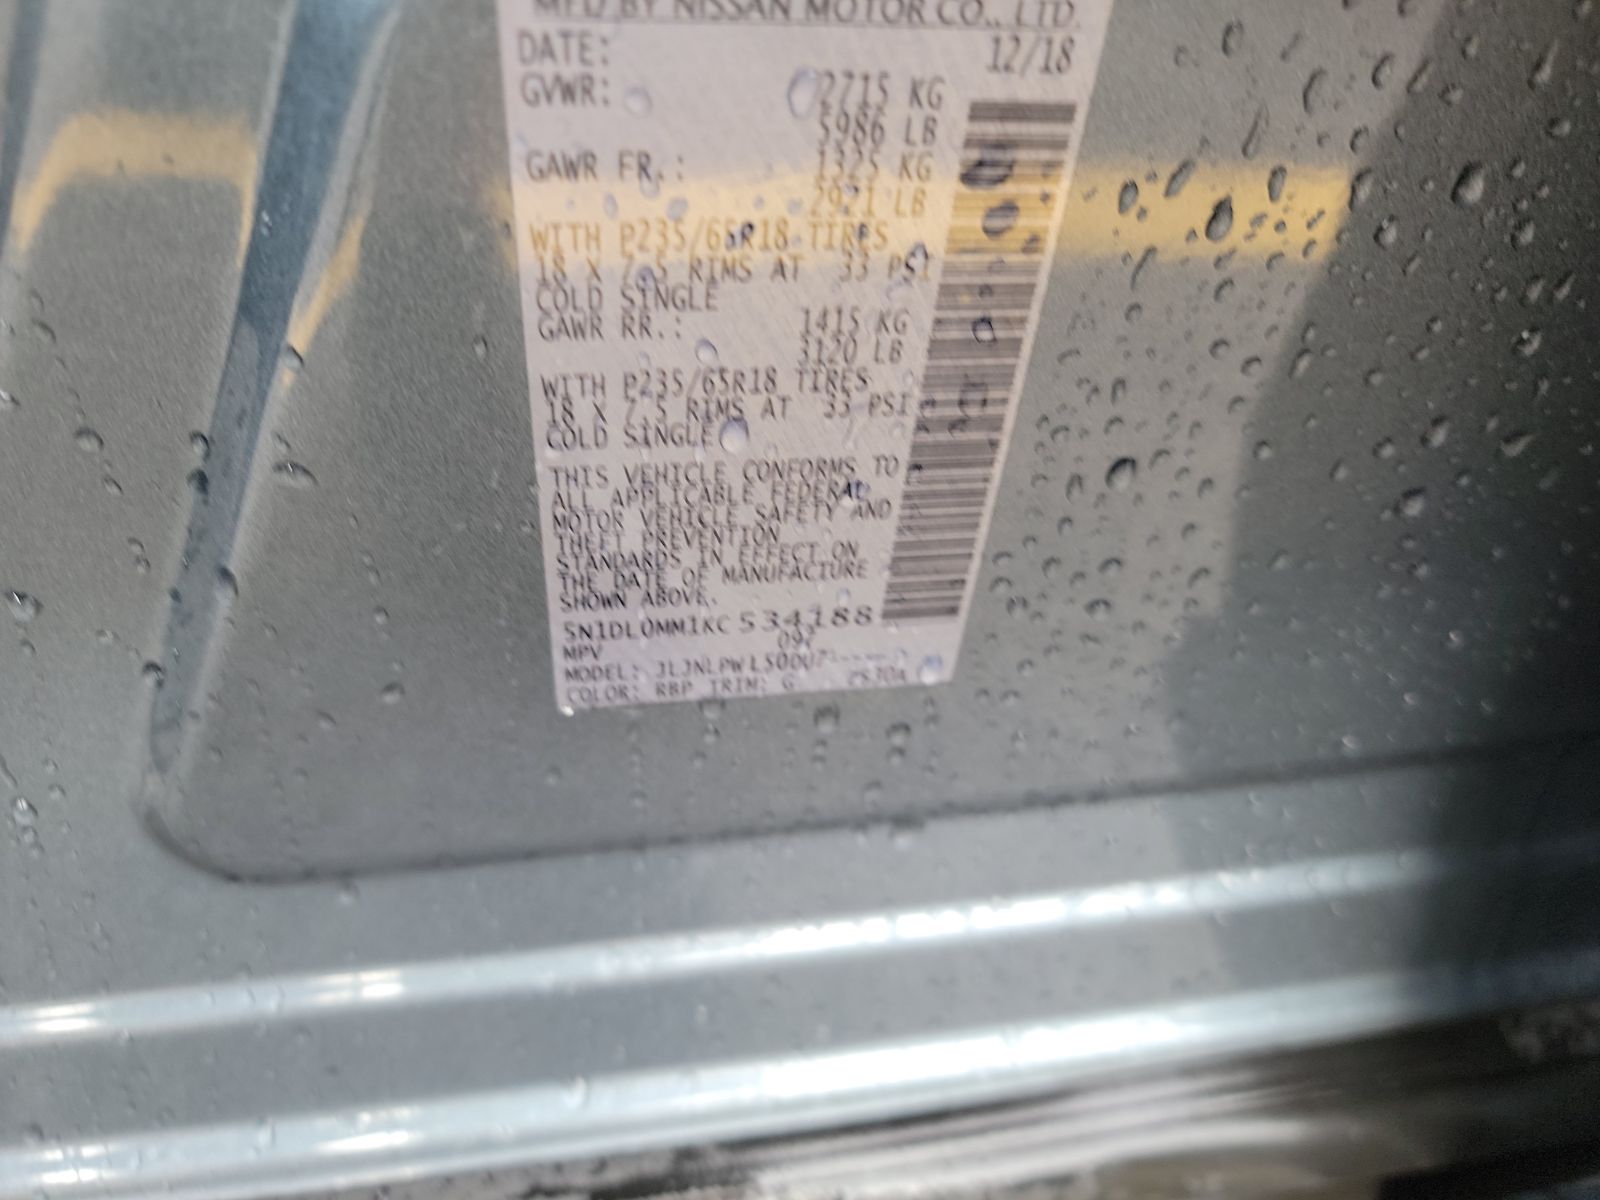 MFD BY NISSAN MOTOR CO., LTD.
DATE: 12/18
GVWR: 2715 KG
5986 LB
GAWR FR.: 1325 KG
2921 LB
WITH P235/65R18 TIRES
18 X 7.5 RIMS AT 33 PSI
COLD SINGLE
GAWR RR.: 1415 KG
3120 LB
WITH P235/65R18 TIRES
18 X 7.5 RIMS AT 33 PSI
COLD SINGLE
THIS VEHICLE CONFORMS TO
ALL APPLICABLE FEDERAL
MOTOR VEHICLE SAFETY AND
THEFT PREVENTION
STANDARDS IN EFFECT ON
THE DATE OF MANUFACTURE
SHOWN ABOVE.
5N1DL0MM1KC534188
MPV
MODEL:
COLOR: RBP TRIM: G